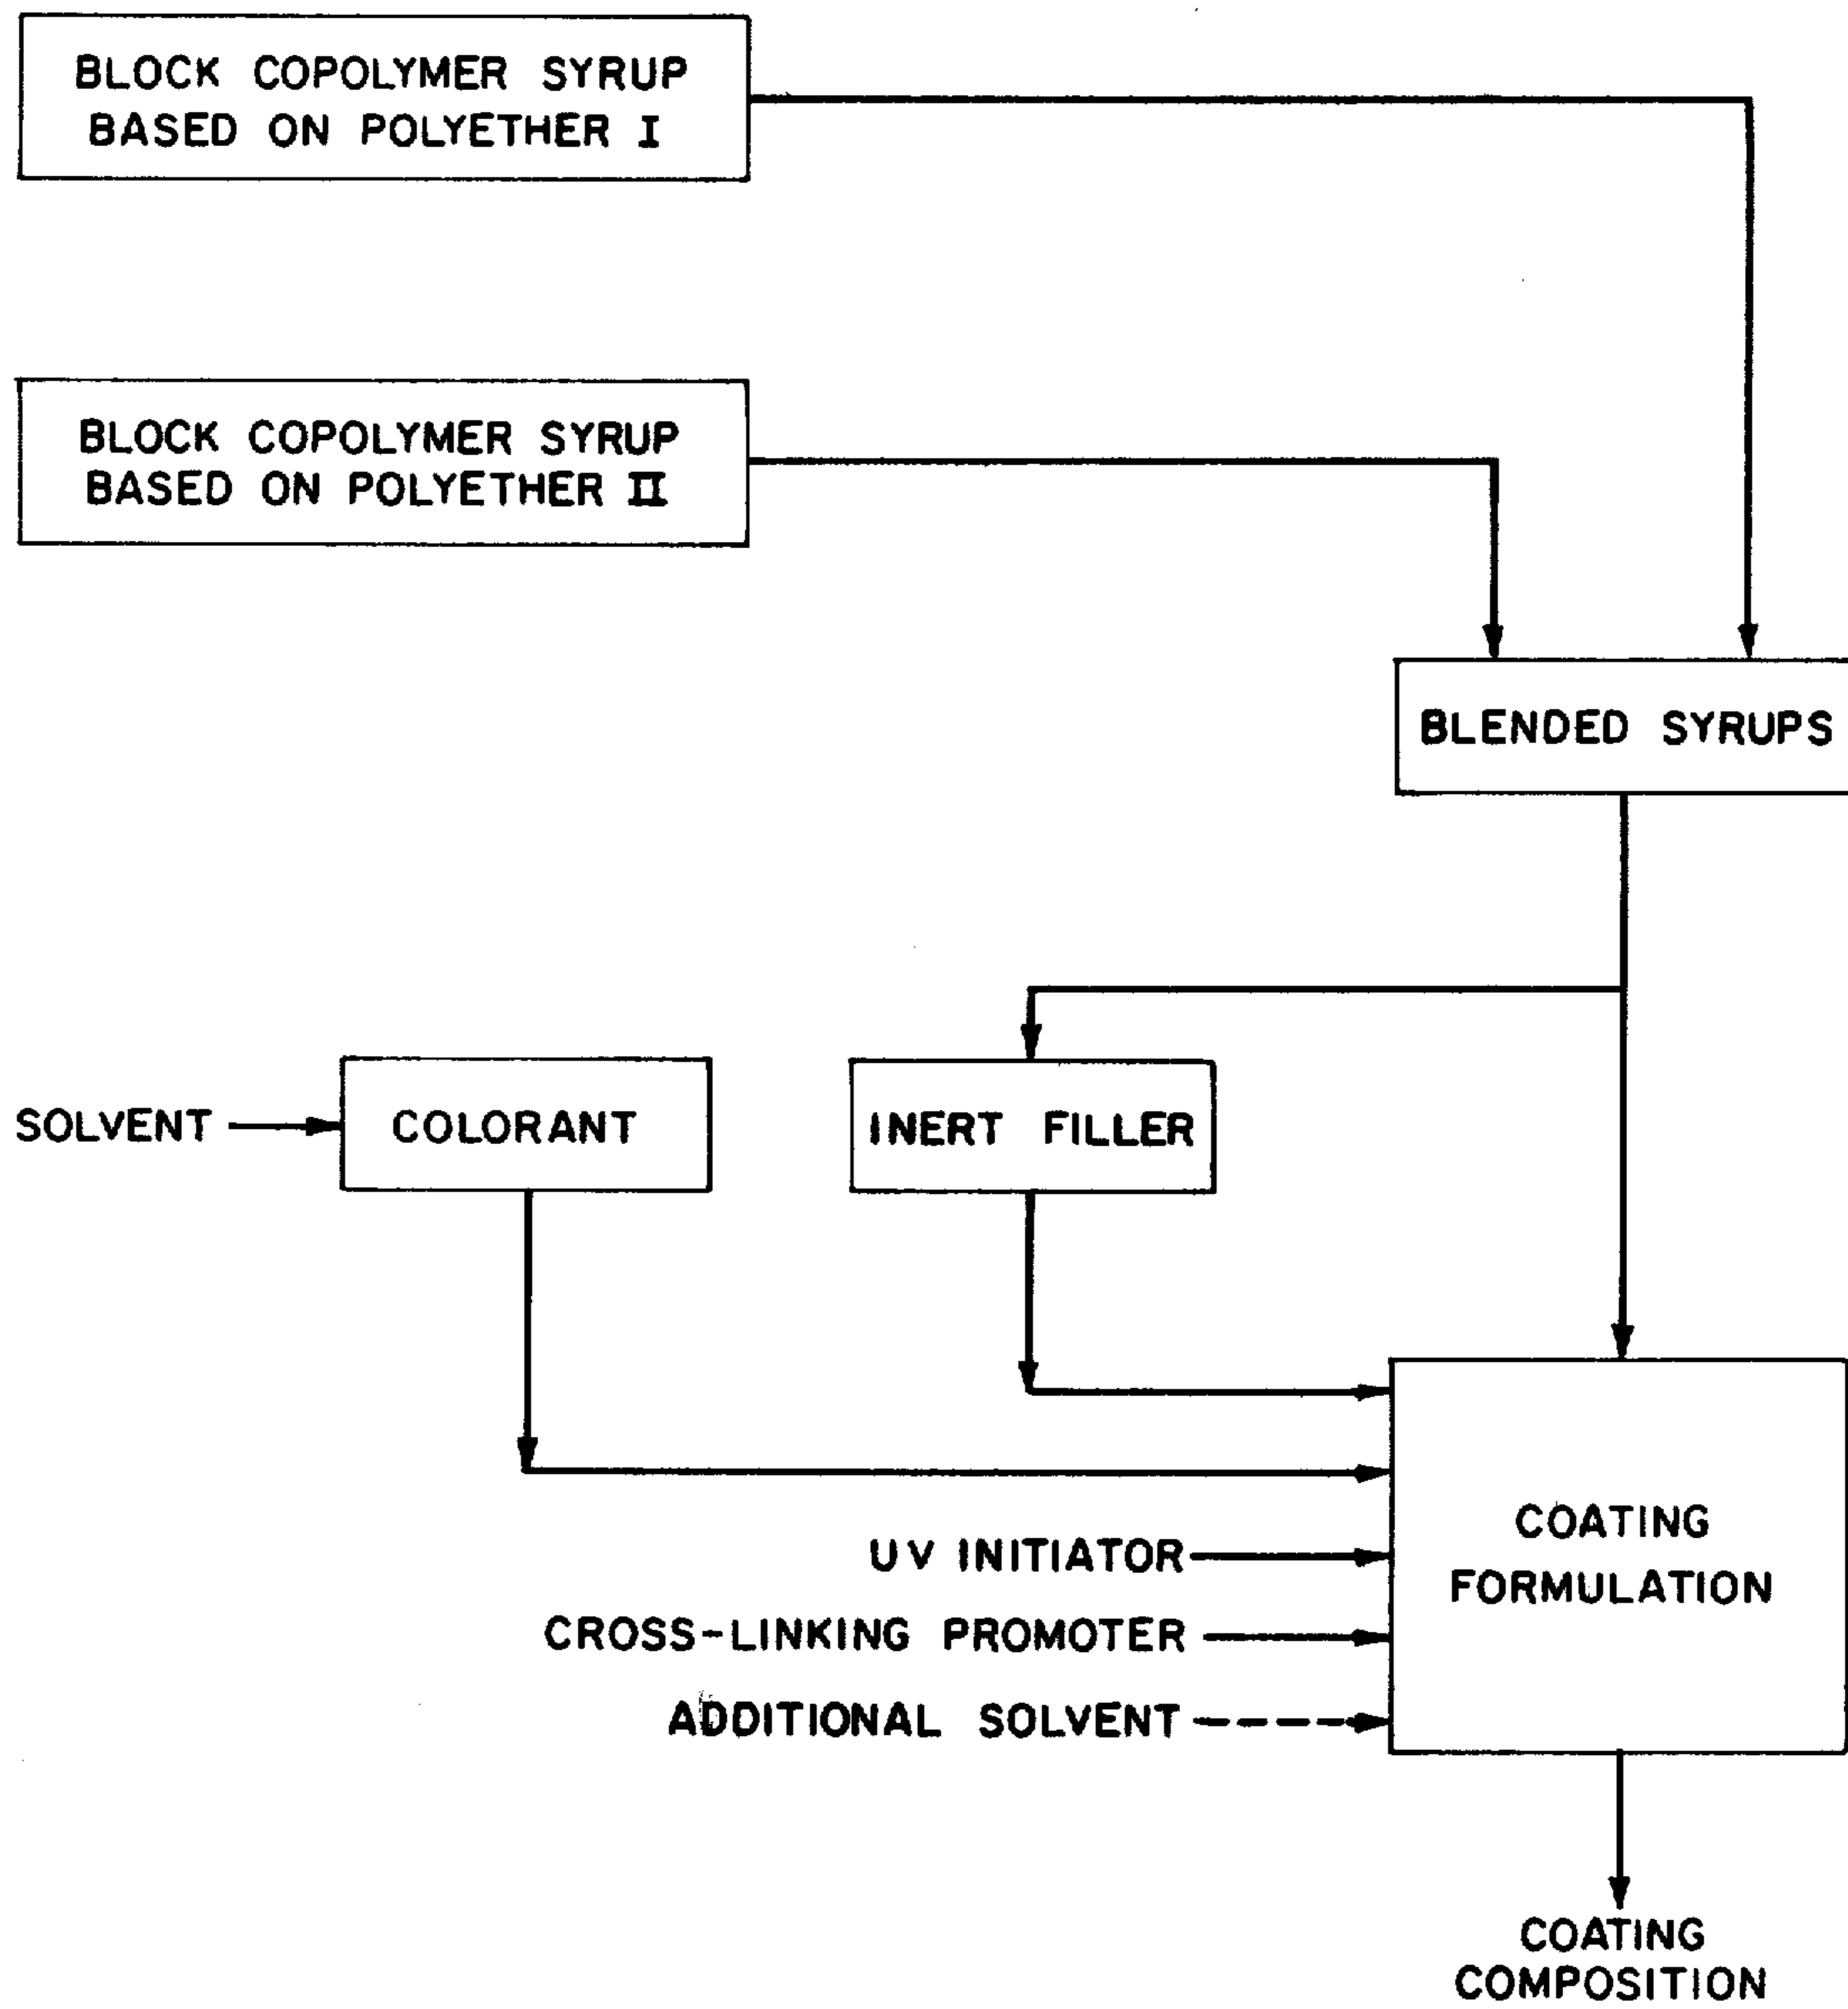 BLOCK COPOLYMER SYRUP
BASED ON POLYETHER I
BLOCK COPOLYMER SYRUP
BASED ON POLYETHER II
BLENDED SYRUPS
SOLVENT
COLORANT
INERT FILLER
COATING
FORMULATION
UV INITIATOR
CROSS-LINKING PROMOTER
ADDITIONAL SOLVENT
COATING
COMPOSITION